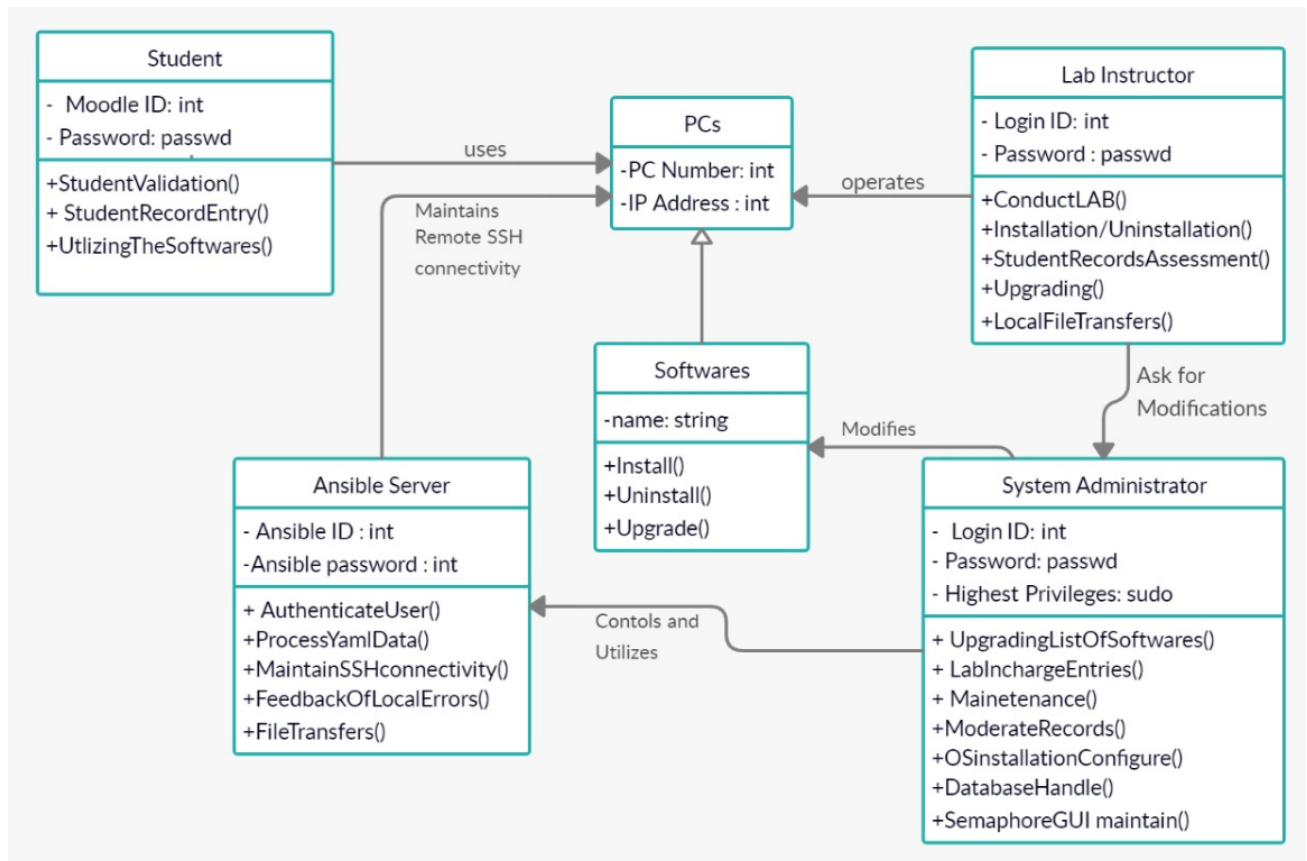 Student
- Moodle ID: int
- Password: passwd
+StudentValidation()
+ StudentRecordEntry()
+UtlizingTheSoftwares()
uses
Maintains
Remote SSH
connectivity
PCs
-PC Number: int
-IP Address : int
operates
Lab Instructor
- Login ID: int
- Password : passwd
+ConductLAB()
+Installation/Uninstallation()
+StudentRecordsAssessment()
+Upgrading()
+LocalFileTransfers()
Ask for
Modifications
Softwares
-name: string
+Install()
+Uninstall()
+Upgrade()
Modifies
Ansible Server
- Ansible ID : int
-Ansible password : int
+ AuthenticateUser()
+ProcessYamlData()
+MaintainSSHconnectivity()
+FeedbackOfLocalErrors()
+FileTransfers()
Contols and
Utilizes
System Administrator
- Login ID: int
- Password: passwd
- Highest Privileges: sudo
+ UpgradingListOfSoftwares()
+ LabInchargeEntries()
+ Mainetenance()
+ModerateRecords()
+OSinstallationConfigure()
+DatabaseHandle()
+SemaphoreGUI maintain()